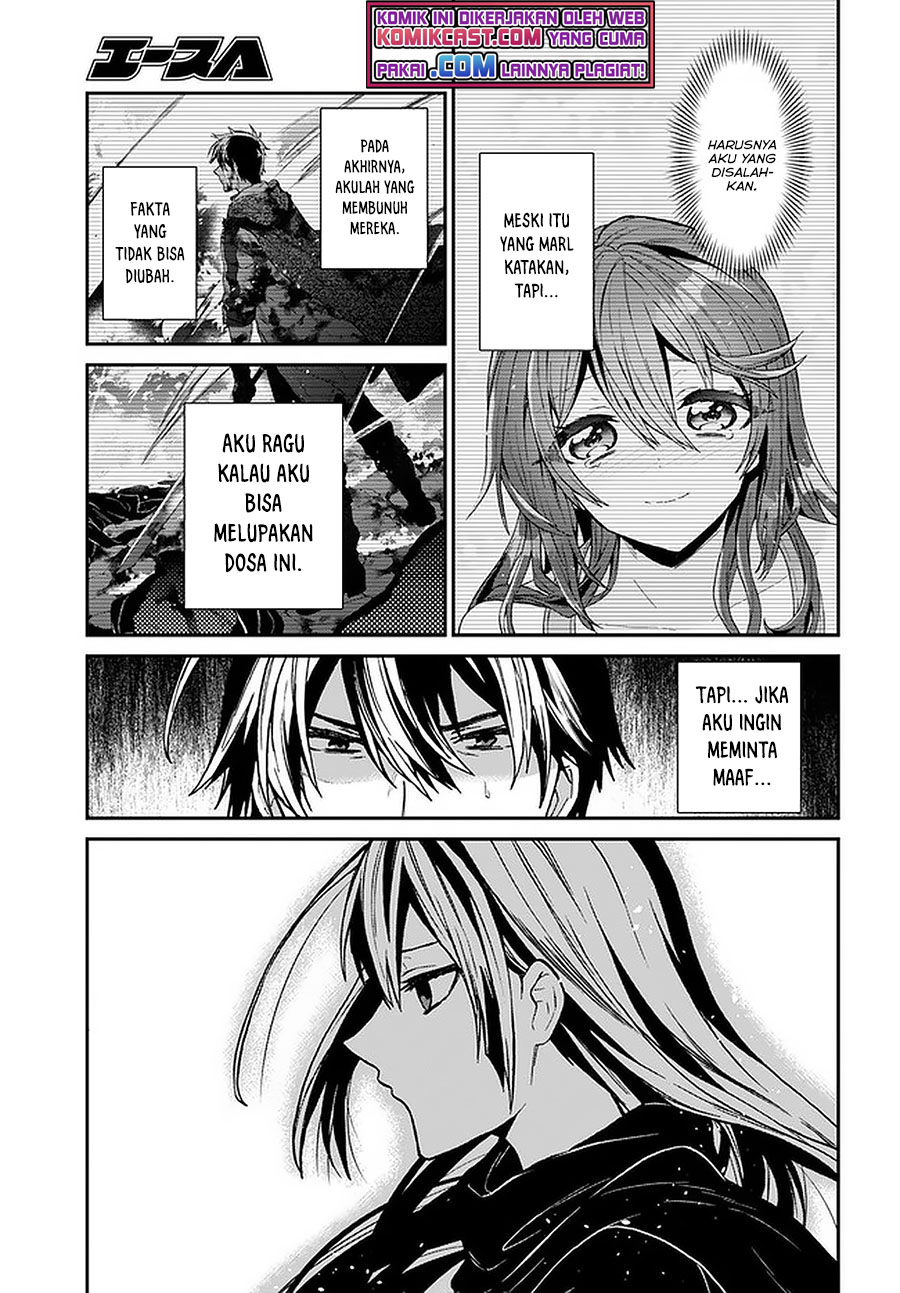 エースA
KOMIK INI DIKERJAKAN OLEH WEB
KOMIKCAST.COM YANG CUMA
PAKAI .COM LAINNYA PLAGIAT!
HARUSNYA
AKU YANG
DISALAH-
KAN.
MESKI ITU
YANG MARL
KATAKAN,
TAPI...
PADA
AKHIRNYA,
AKULAH YANG
MEMBUNUH
MEREKA.
FAKTA
YANG
TIDAK BISA
DIUBAH.
AKU RAGU
KALAU AKU
BISA
MELUPAKAN
DOSA INI.
TAPI... JIKA
AKU INGIN
MEMINTA
MAAF...